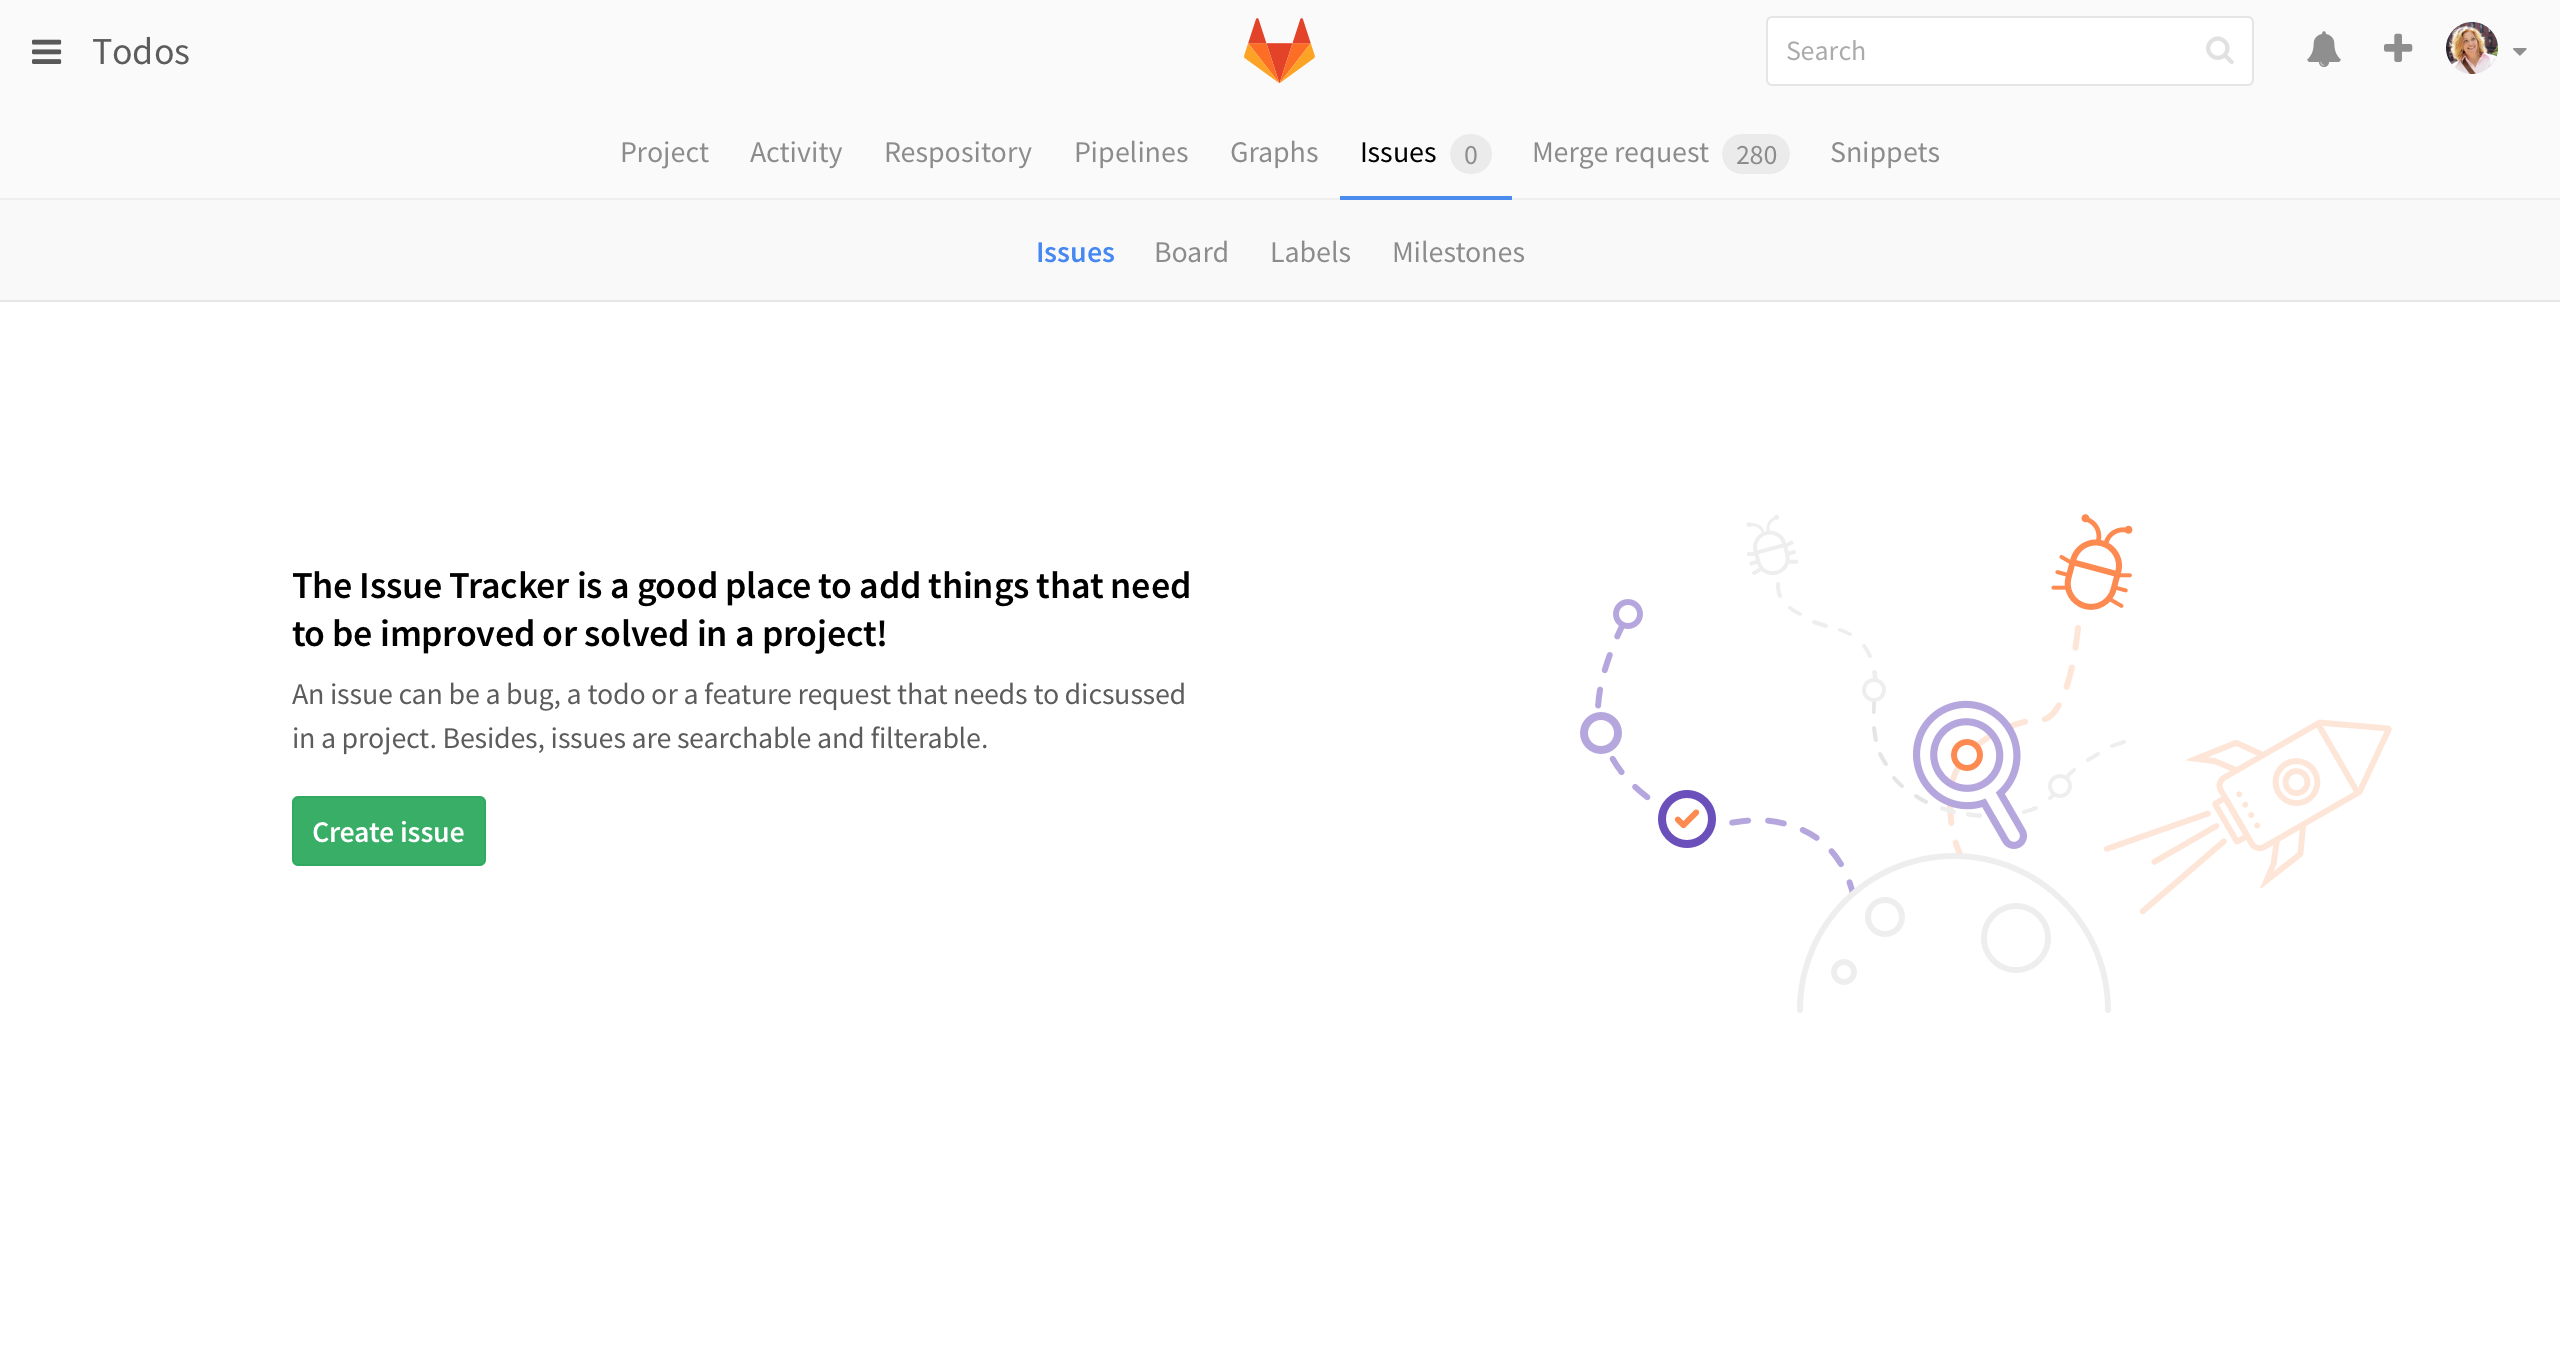 Todos
Search
Project Activity Respository Pipelines Graphs Issues 0 Merge request 280 Snippets
Issues Board Labels Milestones
The Issue Tracker is a good place to add things that need
to be improved or solved in a project!
An issue can be a bug, a todo or a feature request that needs to dicsussed
in a project. Besides, issues are searchable and filterable.
Create issue